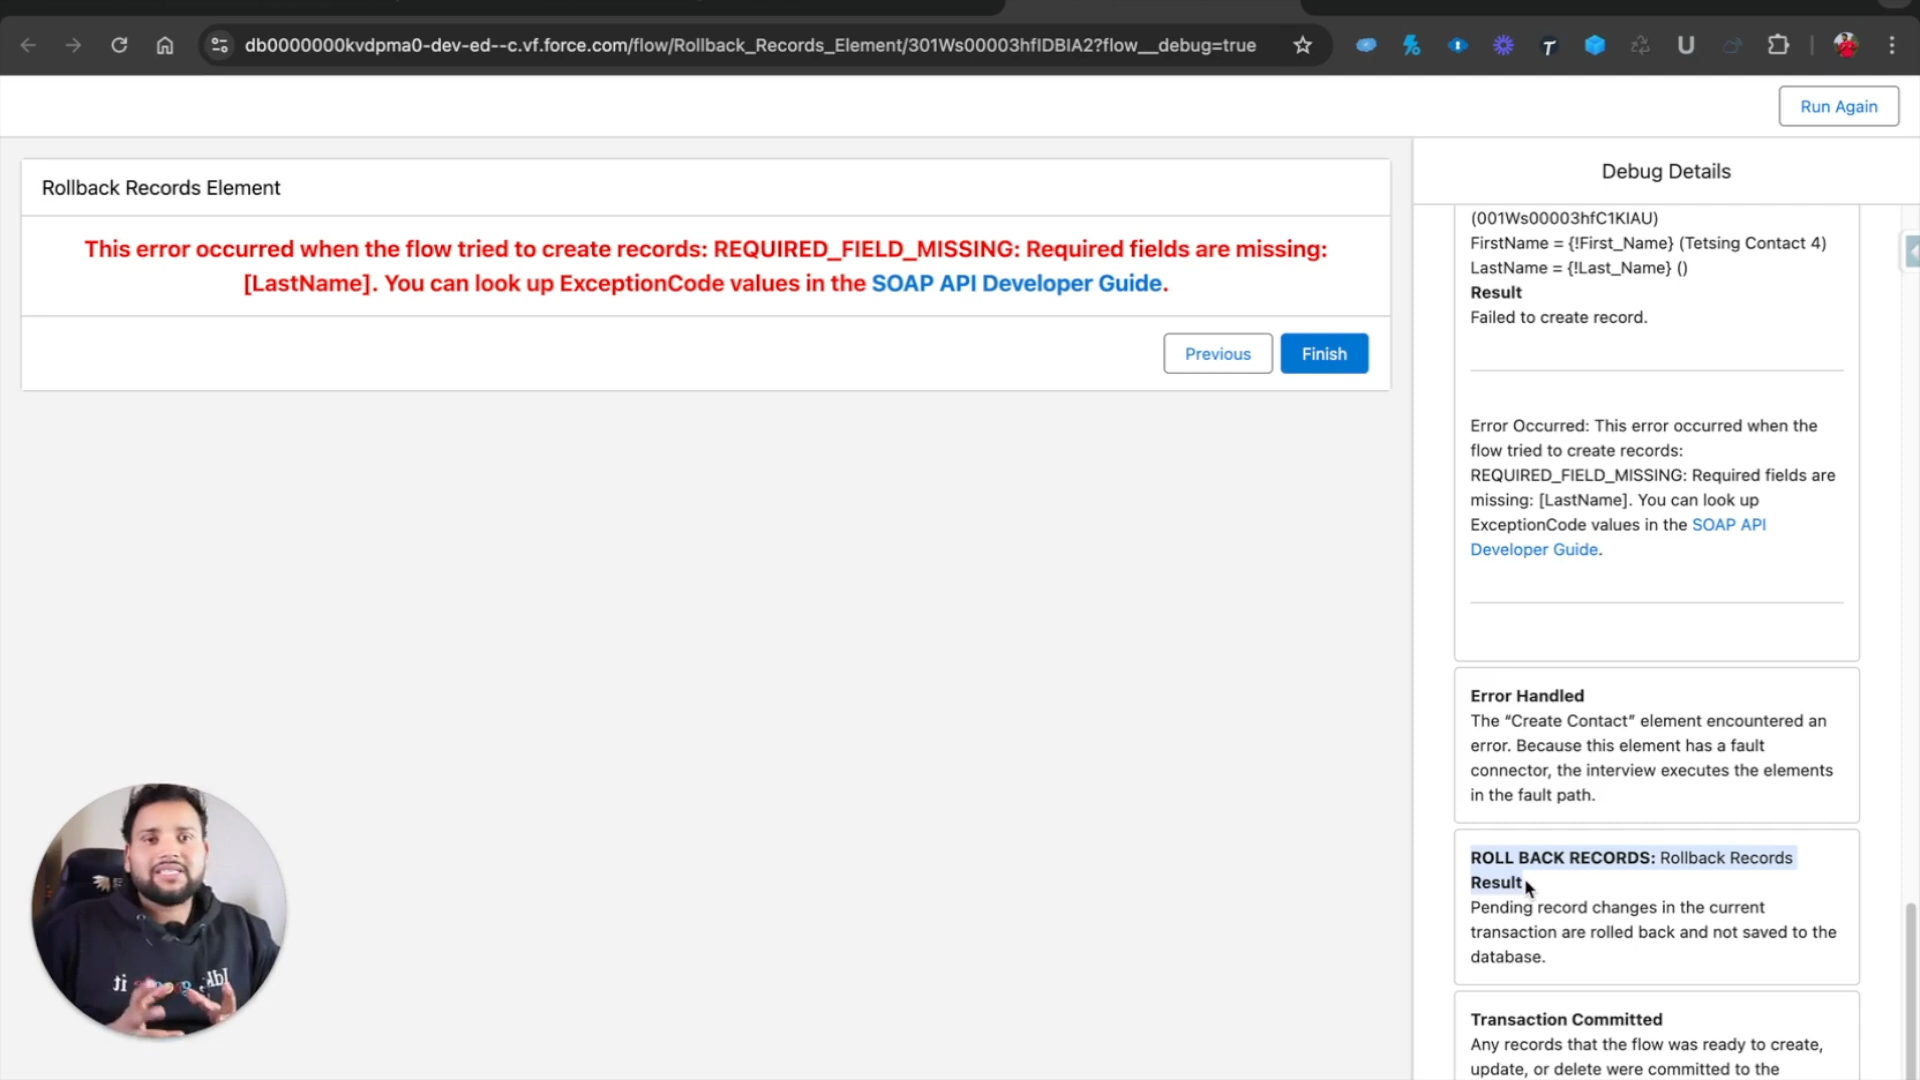 db0000000kvdpma0-dev-ed--c.vf.force.com/flow/Rollback_Records_Element/301Ws00003hfIDBIA2?flow__debug=true
Run Again
Rollback Records Element
This error occurred when the flow tried to create records: REQUIRED_FIELD_MISSING: Required fields are missing:
[LastName]. You can look up ExceptionCode values in the SOAP API Developer Guide.
Previous
Finish
Debug Details
(001Ws00003hfC1KIAU)
FirstName = {!First_Name} (Tetsing Contact 4)
LastName = {!Last_Name} ()
Result
Failed to create record.
Error Occurred: This error occurred when the
flow tried to create records:
REQUIRED_FIELD_MISSING: Required fields are
missing: [LastName]. You can look up
ExceptionCode values in the SOAP API
Developer Guide.
Error Handled
The “Create Contact” element encountered an
error. Because this element has a fault
connector, the interview executes the elements
in the fault path.
ROLL BACK RECORDS: Rollback Records
Result
Pending record changes in the current
transaction are rolled back and not saved to the
database.
Transaction Committed
Any records that the flow was ready to create,
update, or delete were committed to the